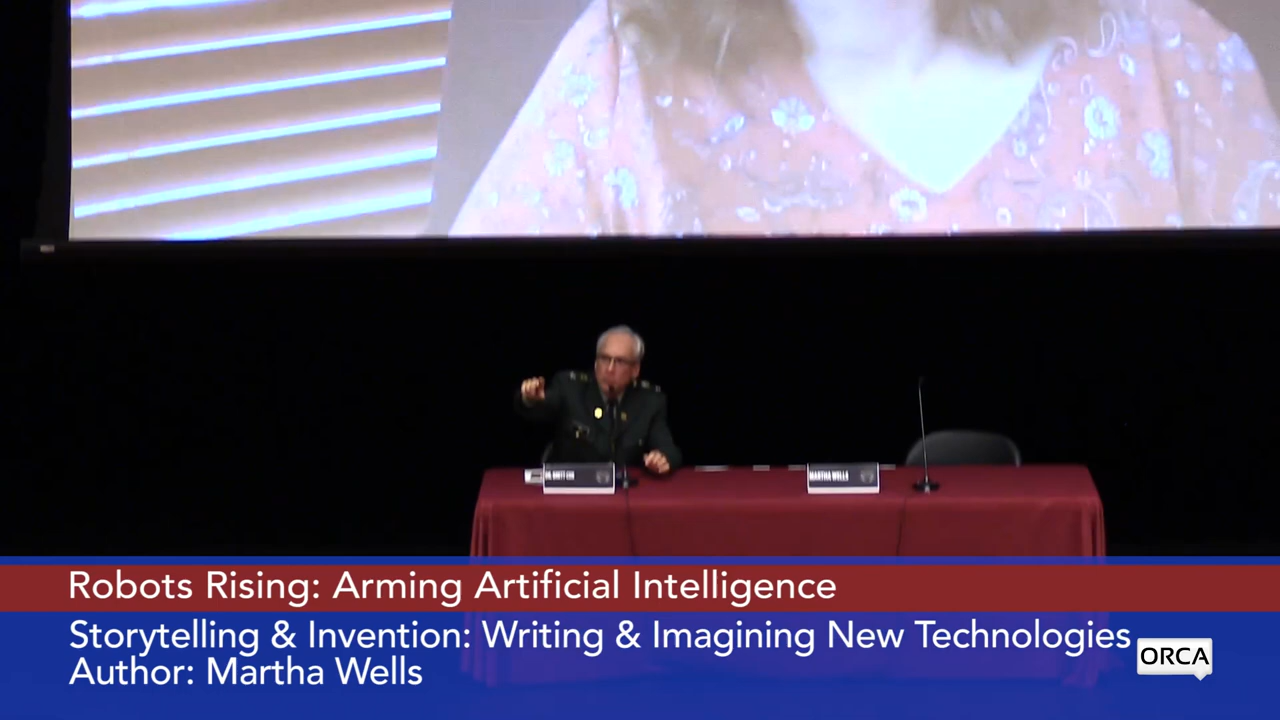 MARTHA WELLS
Robots Rising: Arming Artificial Intelligence
Storytelling & Invention: Writing & Imagining New Technologies
Author: Martha Wells
ORCA